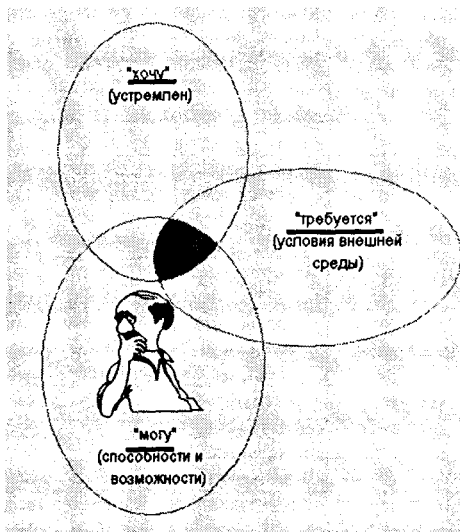 "хочу"
(устремлен)
"требуется"
(условия внешней
среды)
"могу"
(способности и
возможности)